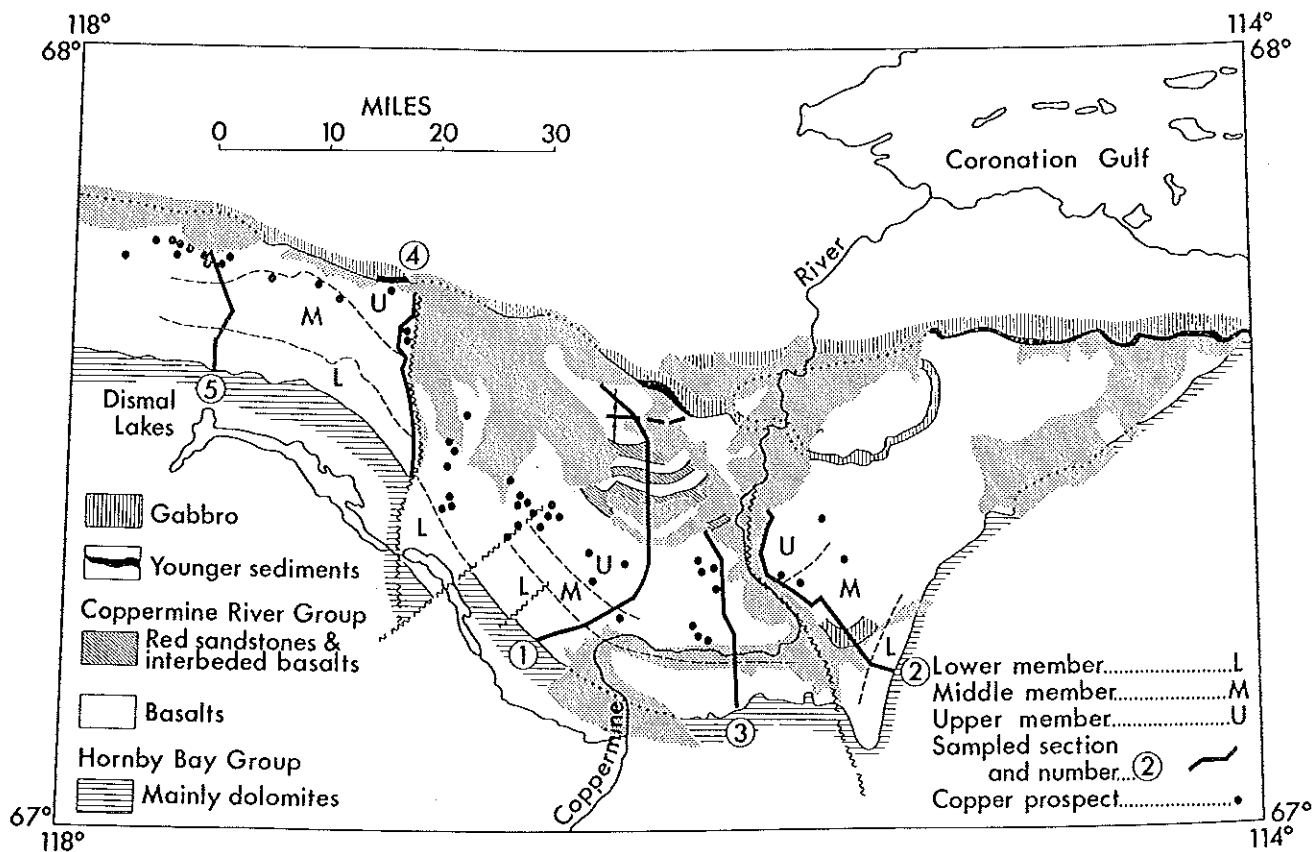 118°
114°
68°
68°
MILES
0 10 20 30
Coronation Gulf
River
4
U
M
L
5
Dismal
Lakes
L
U
M
L
U
M
L
1
2
3
Coppermine
Gabbro
Younger sediments
Coppermine River Group
Red sandstones &
interbeded basalts
Basalts
Hornby Bay Group
Mainly dolomites
Lower member..............L
Middle member.............M
Upper member..............U
Sampled section
and number...2
Copper prospect..............•
67°
67°
118°
114°